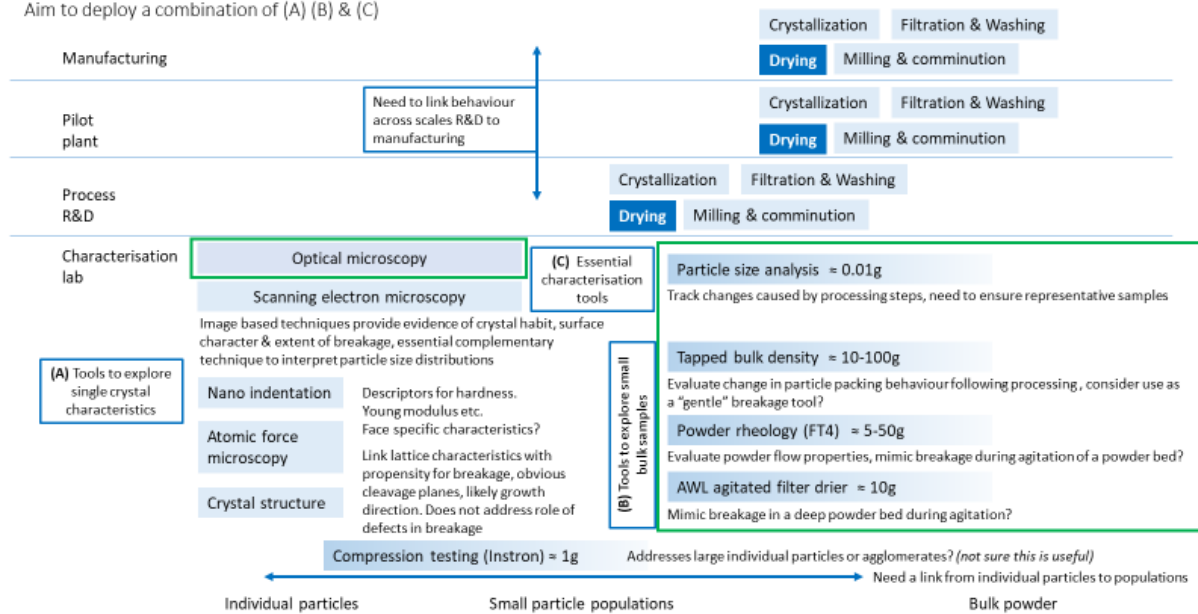 Aim to deploy a combination of (A) (B) & (C)
Crystallization
Filtration & Washing
Manufacturing
Drying
Milling & comminution
Need to link behaviour
across scales R&D to
manufacturing
Pilot
plant
Crystallization
Filtration & Washing
Drying
Milling & comminution
Process
R&D
Crystallization
Filtration & Washing
Drying
Milling & comminution
Characterisation
lab
Optical microscopy
(C) Essential
characterisation
tools
Particle size analysis ≈ 0.01g
Track changes caused by processing steps, need to ensure representative samples
Scanning electron microscopy
Image based techniques provide evidence of crystal habit, surface
character & extent of breakage, essential complementary
technique to interpret particle size distributions
(A) Tools to explore
single crystal
characteristics
(B) Tools to explore small
bulk samples
Tapped bulk density ≈ 10-100g
Evaluate change in particle packing behaviour following processing , consider use as
a "gentle" breakage tool?
Nano indentation
Descriptors for hardness.
Young modulus etc.
Face specific characteristics?
Powder rheology (FT4) ≈ 5-50g
Evaluate powder flow properties, mimic breakage during agitation of a powder bed?
Atomic force
microscopy
Crystal structure
Link lattice characteristics with
propensity for breakage, obvious
cleavage planes, likely growth
direction. Does not address role of
defects in breakage
AWL agitated filter drier ≈ 10g
Mimic breakage in a deep powder bed during agitation?
Compression testing (Instron) ≈ 1g
Addresses large individual particles or agglomerates? (not sure this is useful)
Need a link from individual particles to populations
Individual particles
Small particle populations
Bulk powder